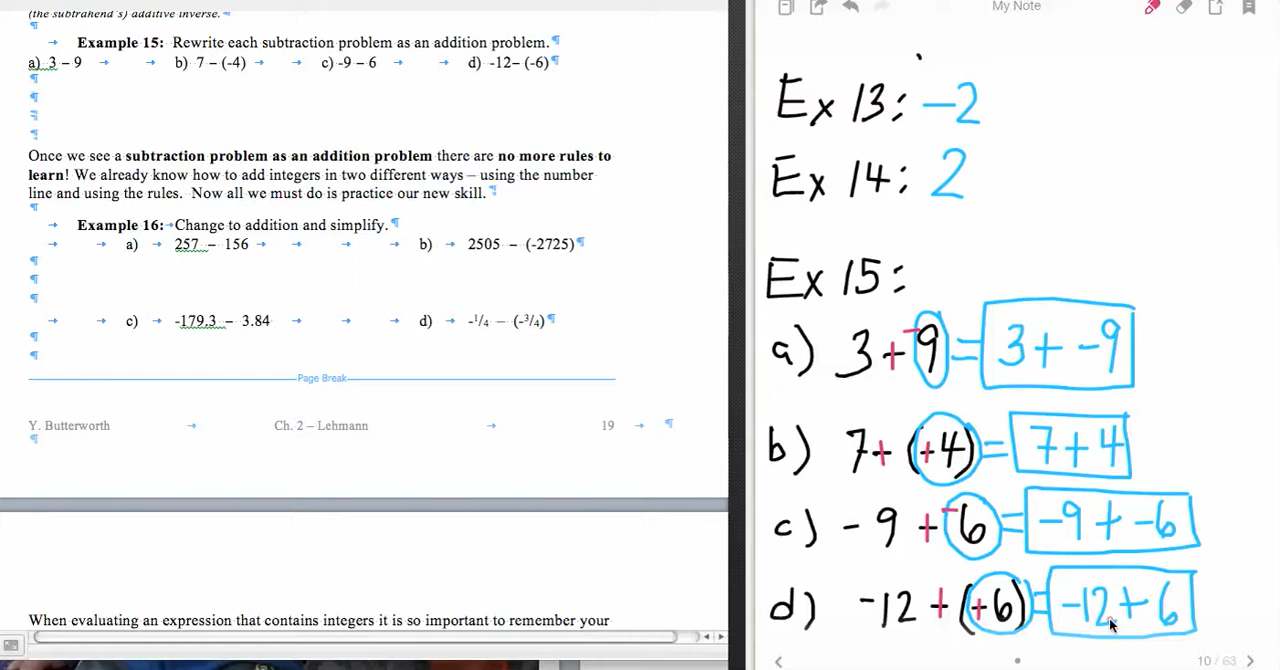 (the subtrahend's) additive inverse.
Example 15: Rewrite each subtraction problem as an addition problem.
a) 3 – 9 b) 7 – (-4) c) -9 – 6 d) -12– (-6)
Once we see a subtraction problem as an addition problem there are no more rules to
learn! We already know how to add integers in two different ways – using the number
line and using the rules. Now all we must do is practice our new skill.
Example 16: Change to addition and simplify.
a) 257 – 156 b) 2505 – (-2725)
c) -179.3 – 3.84 d) -1/4 – (-3/4)
Page Break
Y. Butterworth Ch. 2 – Lehmann 19
When evaluating an expression that contains integers it is so important to remember your
My Note
Ex 13: -2
Ex 14: 2
Ex 15:
a) 3 + -9 = 3 + -9
b) 7 + (+4) = 7 + 4
c) -9 + -6 = -9 + -6
d) -12 + (+6) = -12 + 6
10 / 63